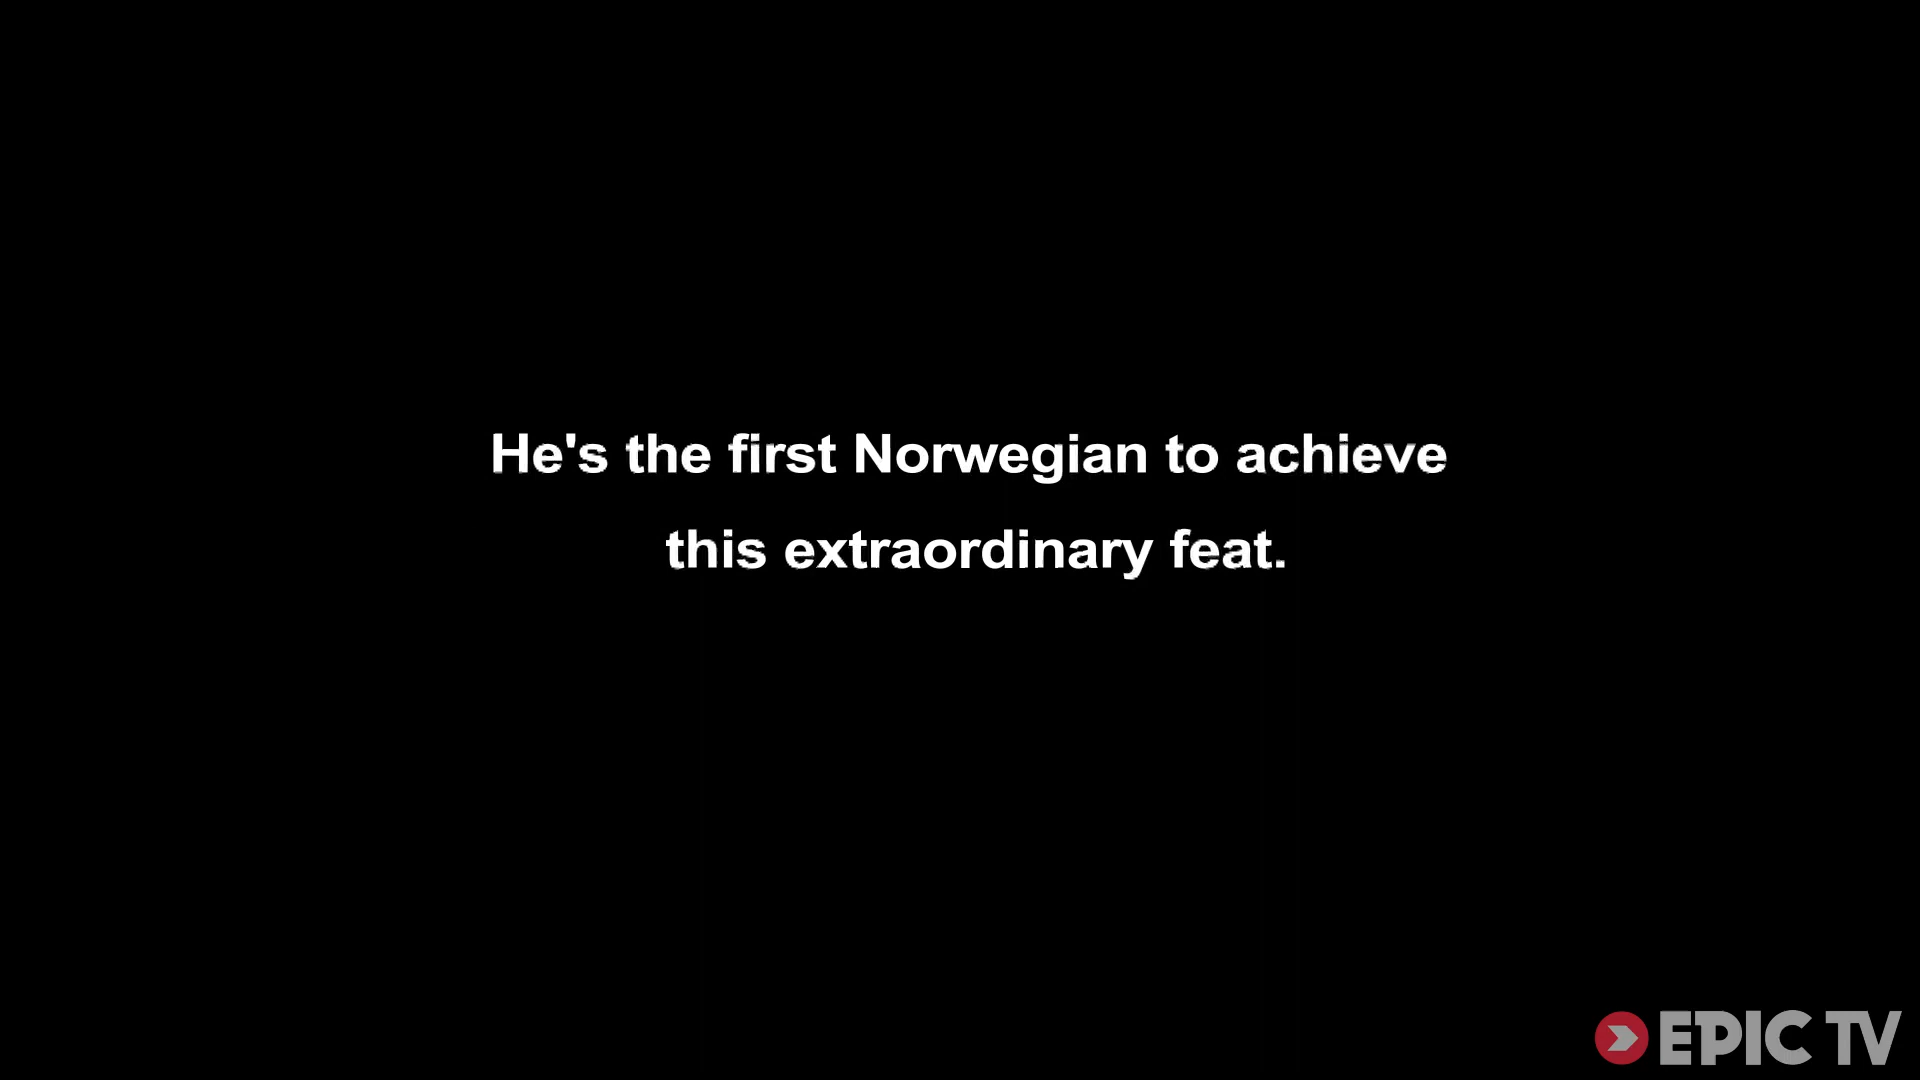 He's the first Norwegian to achieve
this extraordinary feat.
EPIC TV